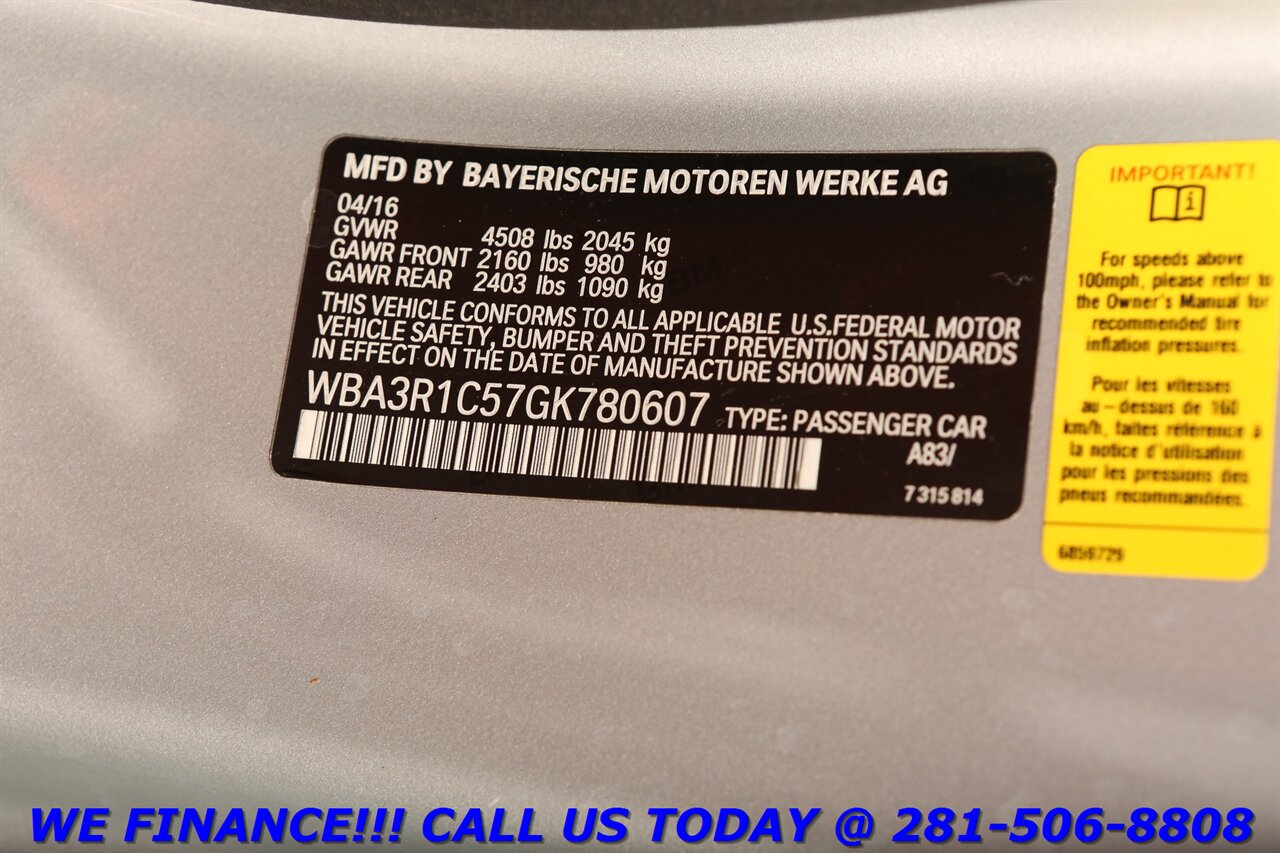 MFD BY BAYERISCHE MOTOREN WERKE AG
04/16
GVWR 4508 lbs 2045 kg
GAWR FRONT 2160 lbs 980 kg
GAWR REAR 2403 lbs 1090 kg
THIS VEHICLE CONFORMS TO ALL APPLICABLE U.S.FEDERAL MOTOR
VEHICLE SAFETY, BUMPER AND THEFT PREVENTION STANDARDS
IN EFFECT ON THE DATE OF MANUFACTURE SHOWN ABOVE.
WBA3R1C57GK780607 TYPE: PASSENGER CAR
A83/
7 315 814
IMPORTANT!
i
For speeds above
100mph, please refer to
the Owner's Manual for
recommended tire
inflation pressures.
Pour les vitesses
au-dessus de 160
km/h, faites référence à
la notice d'utilisation
pour les pressions des
pneus recommandées.
6859729
WE FINANCE!!! CALL US TODAY @ 281-506-8808